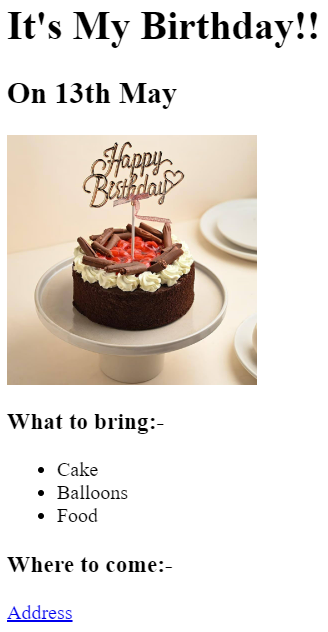 It's My Birthday!!
On 13th May
Happy
Birthday
What to bring:-
Cake
Balloons
Food
Where to come:-
Address